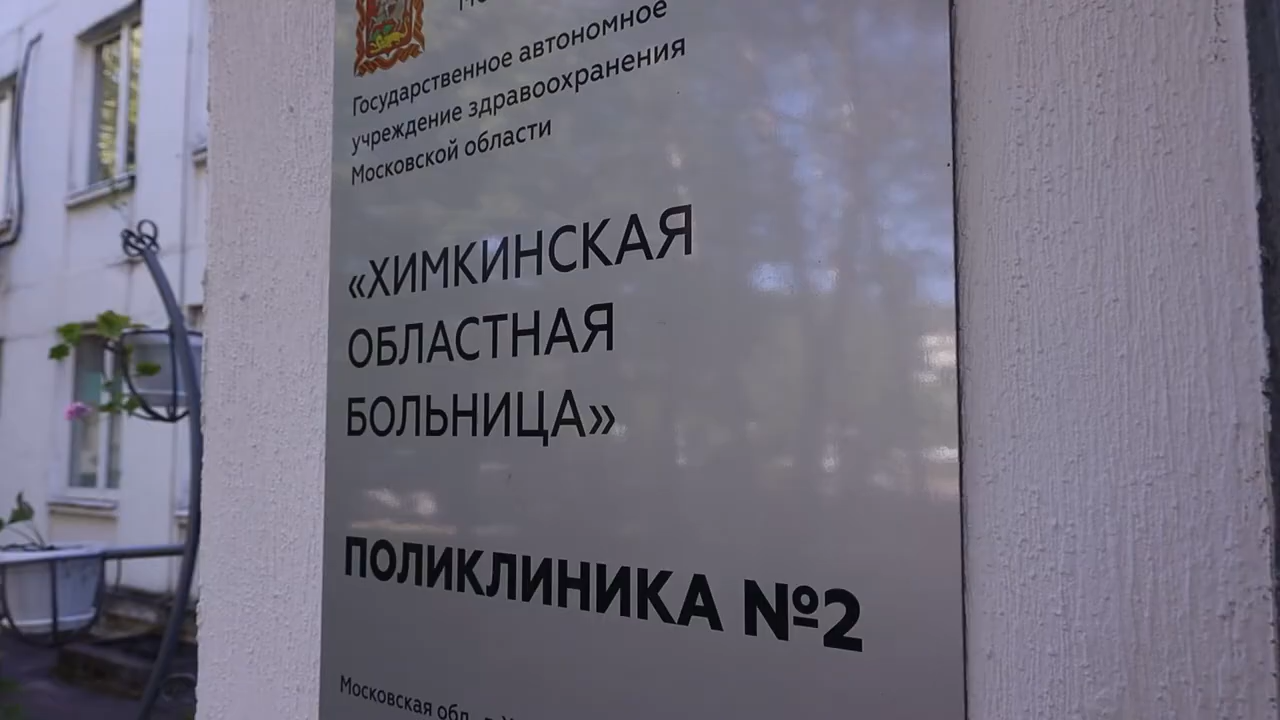 Государственное автономное
учреждение здравоохранения
Московской области
«ХИМКИНСКАЯ
ОБЛАСТНАЯ
БОЛЬНИЦА»
ПОЛИКЛИНИКА №2
Московская обл.